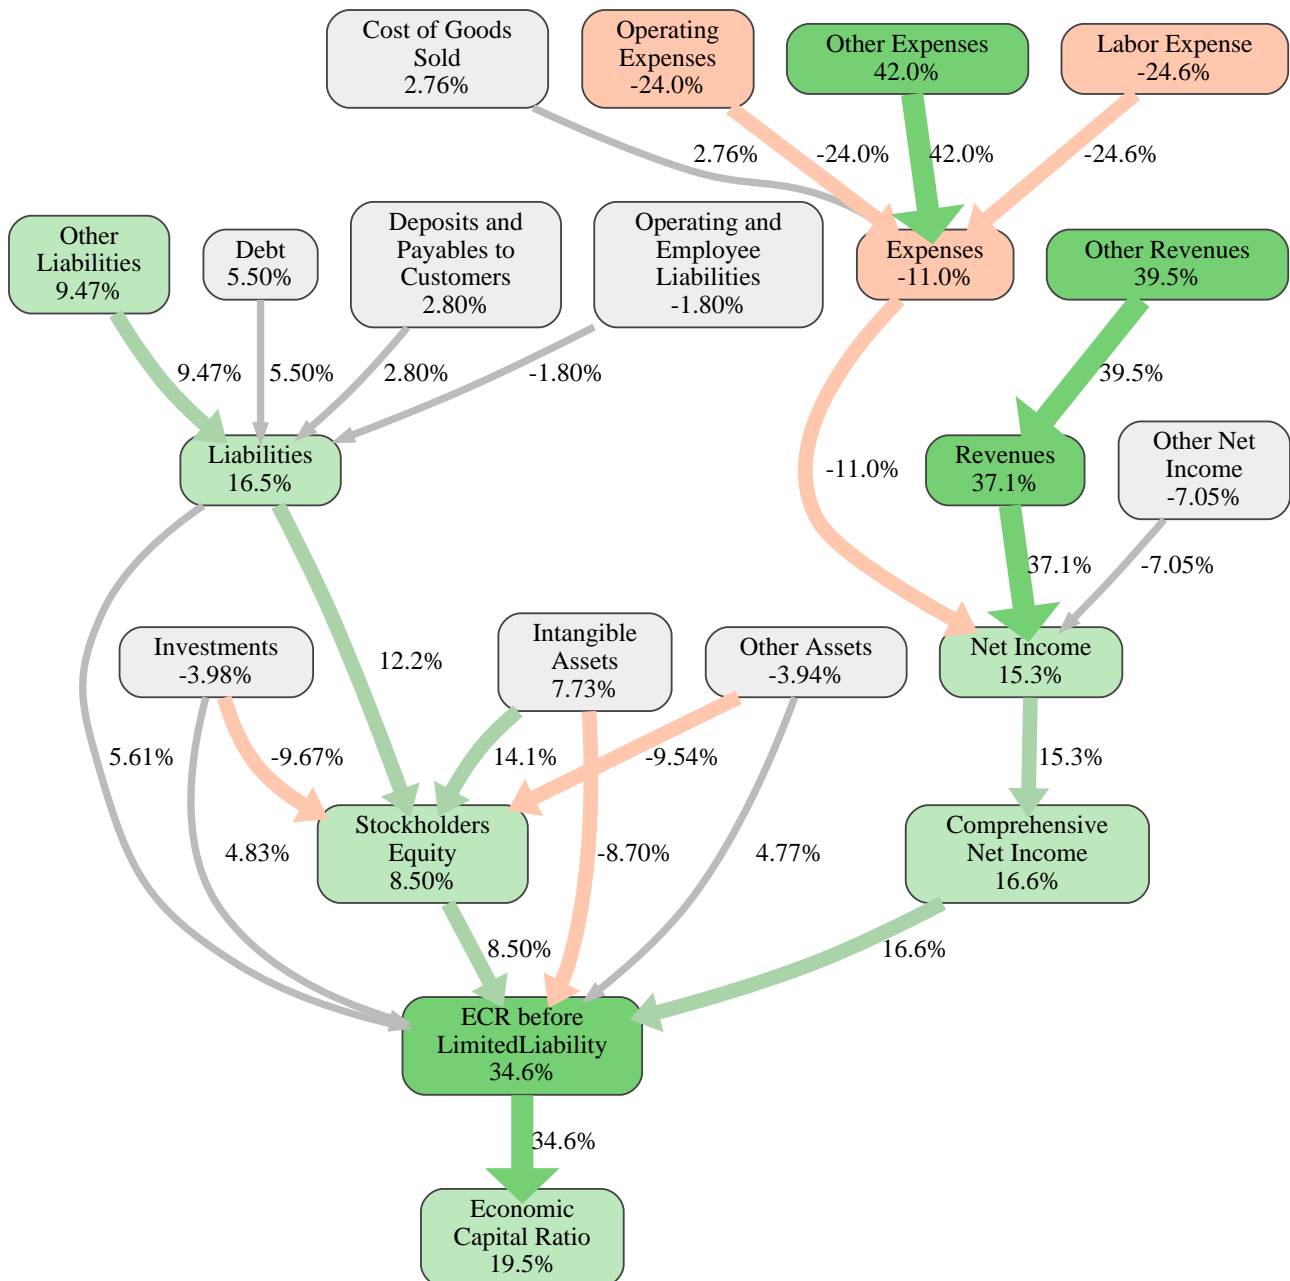 Cost of Goods
Sold
2.76%
Operating
Expenses
-24.0%
Other Expenses
42.0%
Labor Expense
-24.6%
2.76%
-24.0%
42.0%
-24.6%
Other
Liabilities
9.47%
Debt
5.50%
Deposits and
Payables to
Customers
2.80%
Operating and
Employee
Liabilities
-1.80%
Expenses
-11.0%
Other Revenues
39.5%
9.47%
5.50%
2.80%
-1.80%
39.5%
Liabilities
16.5%
-11.0%
Revenues
37.1%
Other Net
Income
-7.05%
37.1%
-7.05%
Investments
-3.98%
12.2%
Intangible
Assets
7.73%
Other Assets
-3.94%
Net Income
15.3%
5.61%
-9.67%
14.1%
-9.54%
15.3%
4.83%
Stockholders
Equity
8.50%
-8.70%
4.77%
Comprehensive
Net Income
16.6%
8.50%
16.6%
ECR before
LimitedLiability
34.6%
34.6%
Economic
Capital Ratio
19.5%